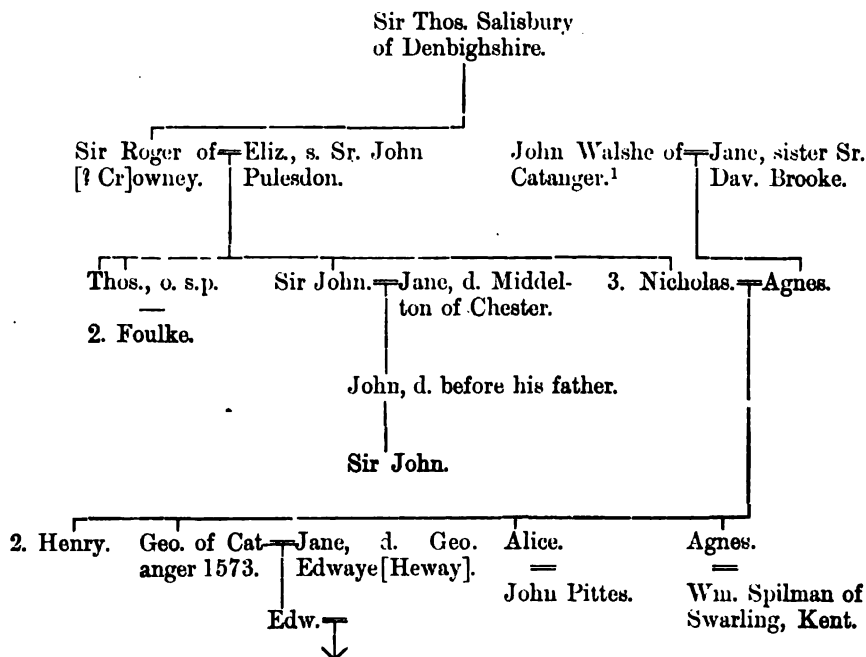 Sir Thos. Salisbury
of Denbighshire.
Sir Roger of Eliz., s. Sr. John
[? Cr]owney. Pulesdon.
John Walshe of Jane, sister Sr.
Catanger.¹ Dav. Brooke.
Thos., o. s.p.
2. Foulke.
Sir John. Jane, d. Middel-
ton of Chester.
3. Nicholas. Agnes.
John, d. before his father.
Sir John.
2. Henry.
Geo. of Cat- Jane, d. Geo.
anger 1573. Edwaye [Heway].
Alice.
John Pittes.
Agnes.
Wm. Spilman of
Swarling, Kent.
Edw.